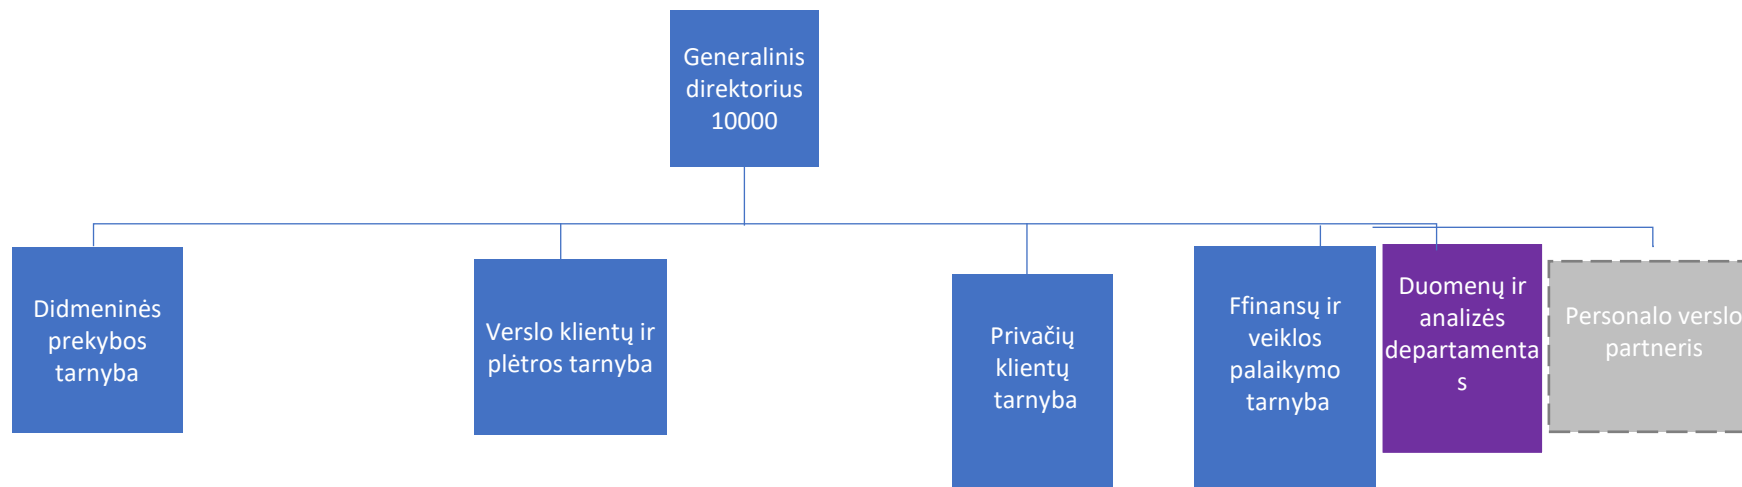 Generalinis
direktorius
10000
Didmeninės
prekybos
tarnyba
Verslo klientų ir
plėtros tarnyba
Privačių
klientų
tarnyba
Ffinansų ir
veiklos
palaikymo
tarnyba
Duomenų ir
analizės
departamenta
s
Personalo verslo
partneris